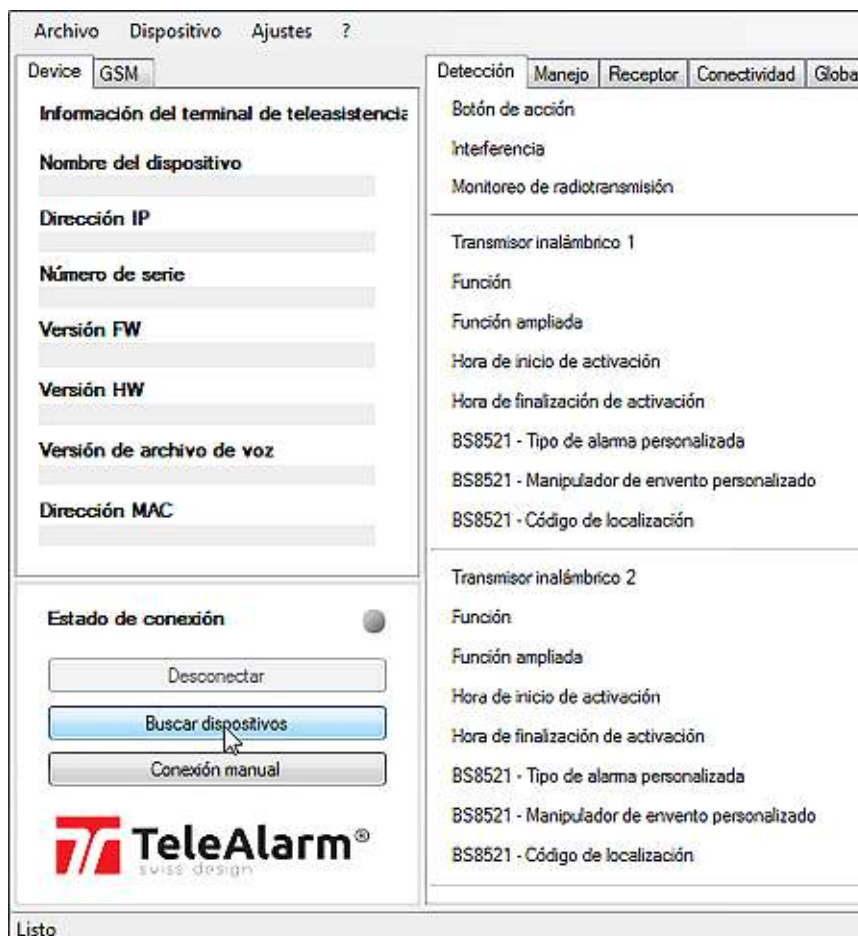 Archivo Dispositivo Ajustes ?
Device GSM
Información del terminal de teleasistencia
Nombre del dispositivo
Dirección IP
Número de serie
Versión FW
Versión HW
Versión de archivo de voz
Dirección MAC
Estado de conexión
Desconectar
Buscar dispositivos
Conexión manual
TeleAlarm®
swiss design
Detección Manejo Receptor Conectividad Globa
Botón de acción
Interferencia
Monitoreo de radiotransmisión
Transmisor inalámbrico 1
Función
Función ampliada
Hora de inicio de activación
Hora de finalización de activación
BS8521 - Tipo de alarma personalizada
BS8521 - Manipulador de envento personalizado
BS8521 - Código de localización
Transmisor inalámbrico 2
Función
Función ampliada
Hora de inicio de activación
Hora de finalización de activación
BS8521 - Tipo de alarma personalizada
BS8521 - Manipulador de envento personalizado
BS8521 - Código de localización
Listo